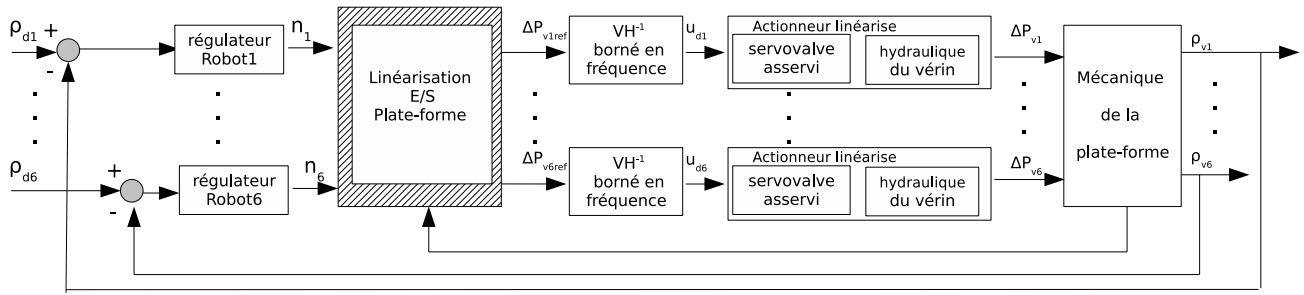 ρd1 + -
régulateur
Robot1
n1
Linéarisation
E/S
Plate-forme
ΔPv1ref
VH-1
borné en
fréquence
ud1
Actionneur linéarise
servovalve
asservi
hydraulique
du vérin
ΔPv1
Mécanique
de la
plate-forme
ρv1
ρd6 + -
régulateur
Robot6
n6
ΔPv6ref
VH-1
borné en
fréquence
ud6
Actionneur linéarise
servovalve
asservi
hydraulique
du vérin
ΔPv6
ρv6